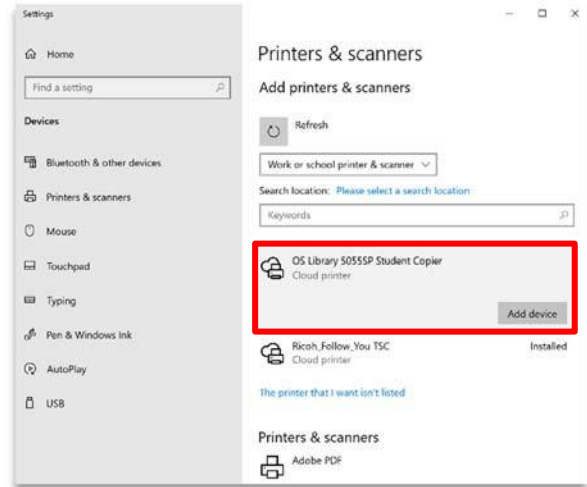 Settings
Home
Find a setting
Devices
Bluetooth & other devices
Printers & scanners
Mouse
Touchpad
Typing
Pen & Windows Ink
AutoPlay
USB
Printers & scanners
Add printers & scanners
Refresh
Work or school printer & scanner
Search location: Please select a search location
Keywords
OS Library 5055SP Student Copier
Cloud printer
Add device
Ricoh_Follow_You TSC Installed
Cloud printer
The printer that I want isn't listed
Printers & scanners
Adobe PDF